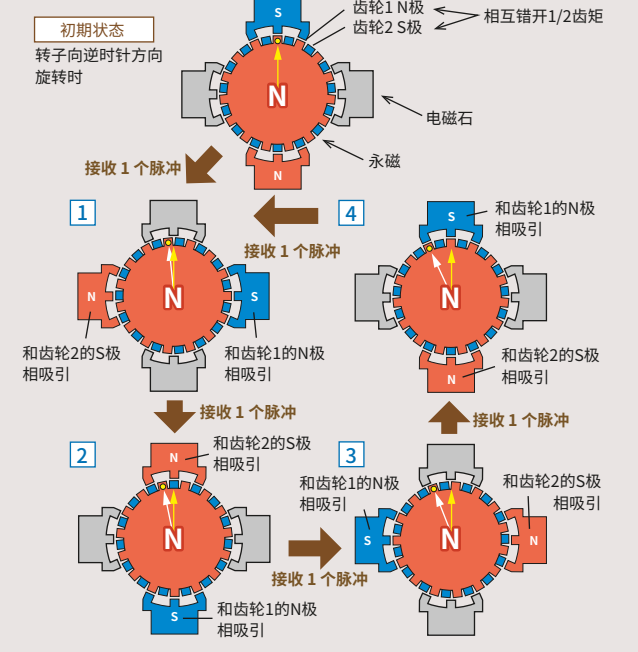 初期状态
转子向逆时针方向
旋转时
S
齿轮1 N极
齿轮2 S极
相互错开1/2齿矩
N
电磁石
永磁
N
接收 1 个脉冲
1
接收 1 个脉冲
4
S
和齿轮1的N极
相吸引
N
N
S
N
和齿轮2的S极
相吸引
和齿轮1的N极
相吸引
N
和齿轮2的S极
相吸引
接收 1 个脉冲
接收 1 个脉冲
2
N
和齿轮2的S极
相吸引
3
和齿轮1的N极
相吸引
和齿轮2的S极
相吸引
N
S
N
N
接收 1 个脉冲
S
和齿轮1的N极
相吸引